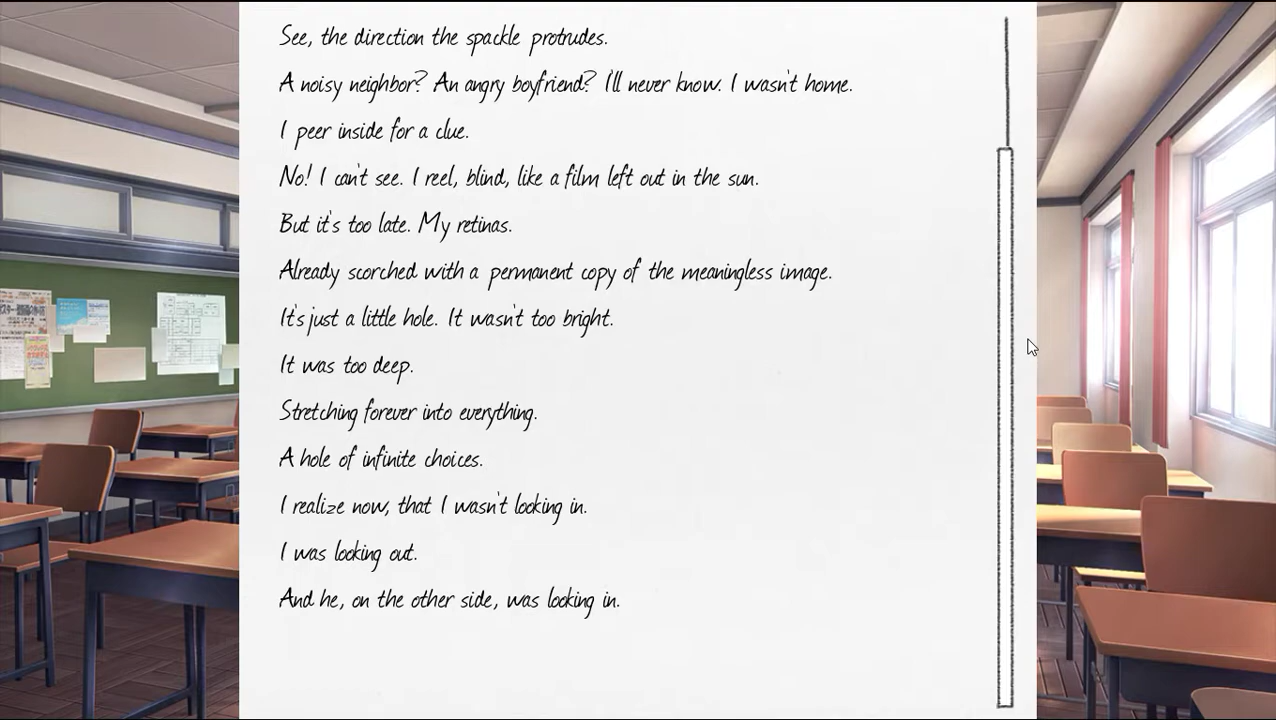 See, the direction the spackle protrudes.
A noisy neighbor? An angry boyfriend? I'll never know. I wasn't home.
I peer inside for a clue.
No! I can't see. I reel, blind, like a film left out in the sun.
But it's too late. My retinas.
Already scorched with a permanent copy of the meaningless image.
It's just a little hole. It wasn't too bright.
It was too deep.
Stretching forever into everything.
A hole of infinite choices.
I realize now, that I wasn't looking in.
I was looking out.
And he, on the other side, was looking in.